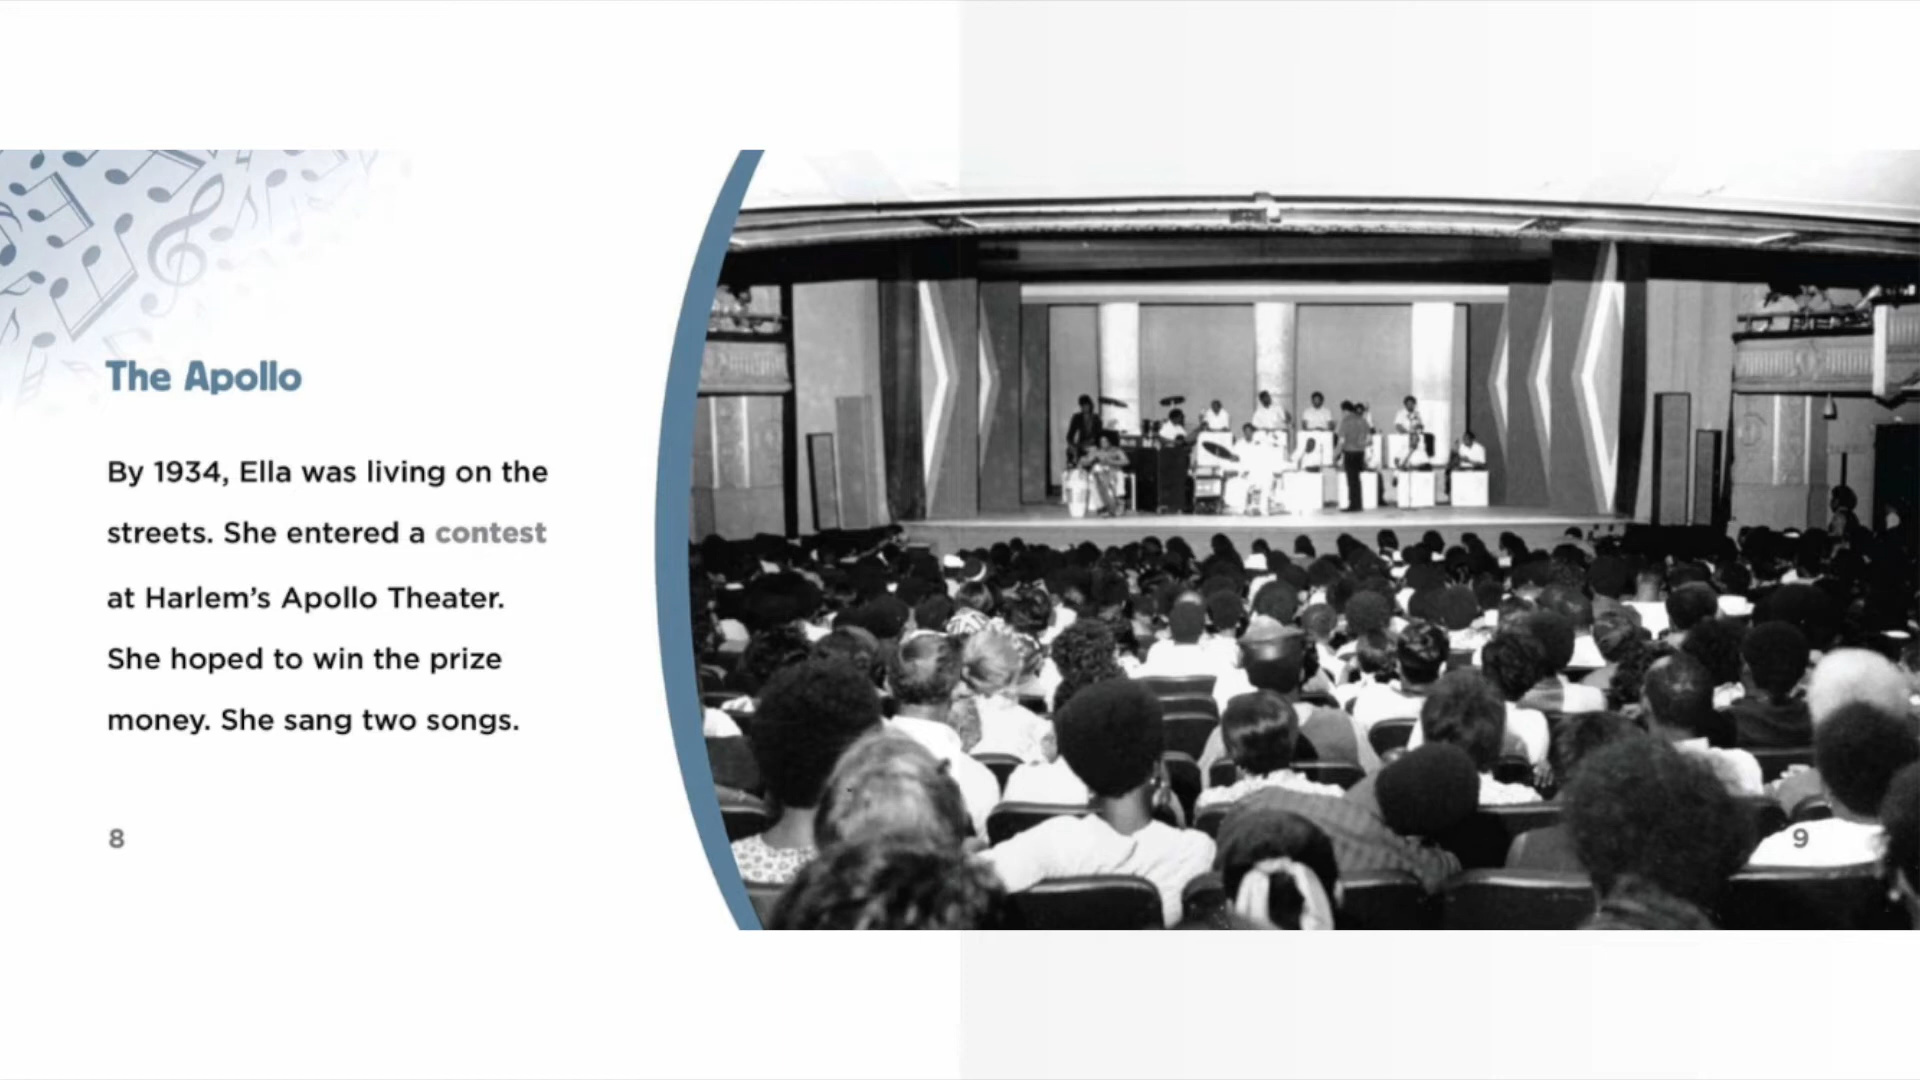 The Apollo
By 1934, Ella was living on the
streets. She entered a contest
at Harlem’s Apollo Theater.
She hoped to win the prize
money. She sang two songs.
8
9